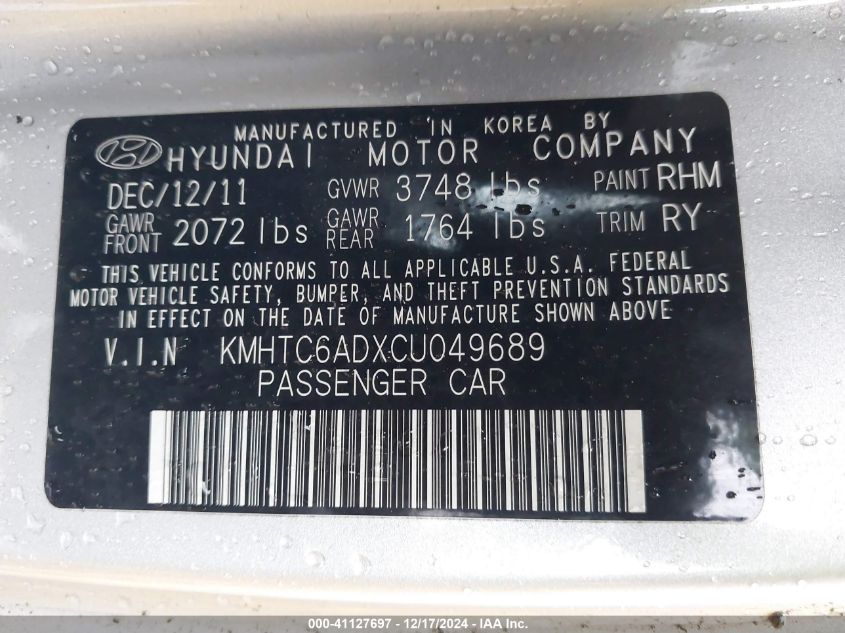 MANUFACTURED IN KOREA BY
HYUNDAI MOTOR COMPANY
DEC/12/11 GVWR 3748 lbs PAINT RHM
GAWR FRONT 2072 lbs GAWR REAR 1764 lbs TRIM RY
THIS VEHICLE CONFORMS TO ALL APPLICABLE U.S.A. FEDERAL
MOTOR VEHICLE SAFETY, BUMPER, AND THEFT PREVENTION STANDARDS
IN EFFECT ON THE DATE OF MANUFACTURE SHOWN ABOVE
V.I.N KMHTC6ADXCU049689
PASSENGER CAR
000-41127697 - 12/17/2024 - IAA Inc.